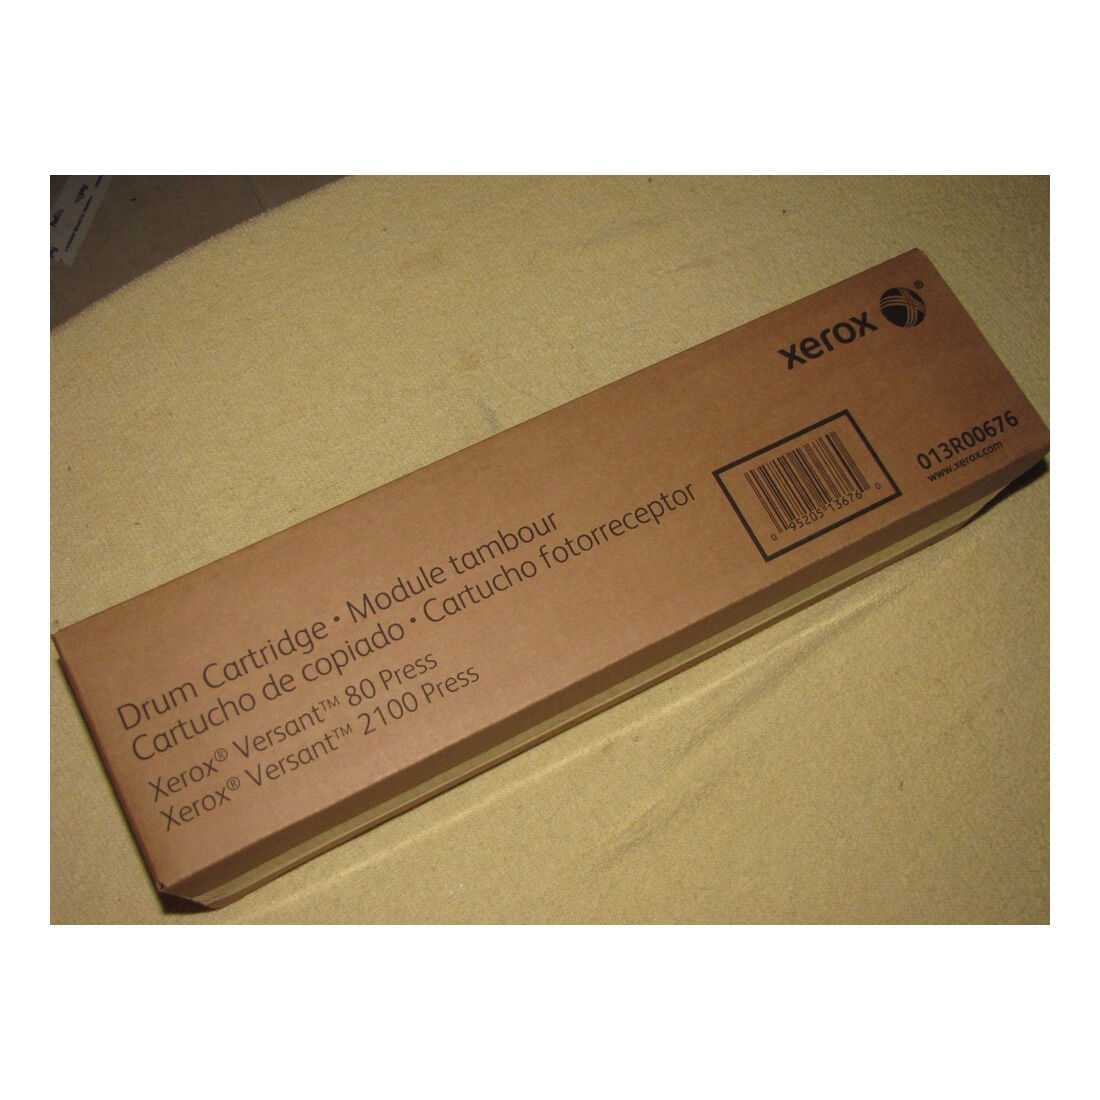 xerox ®
013R00676
www.xerox.com
0 95205 13676 0
Drum Cartridge • Module tambour
Cartucho de copiado • Cartucho fotorreceptor
Xerox® Versant™ 80 Press
Xerox® Versant™ 2100 Press